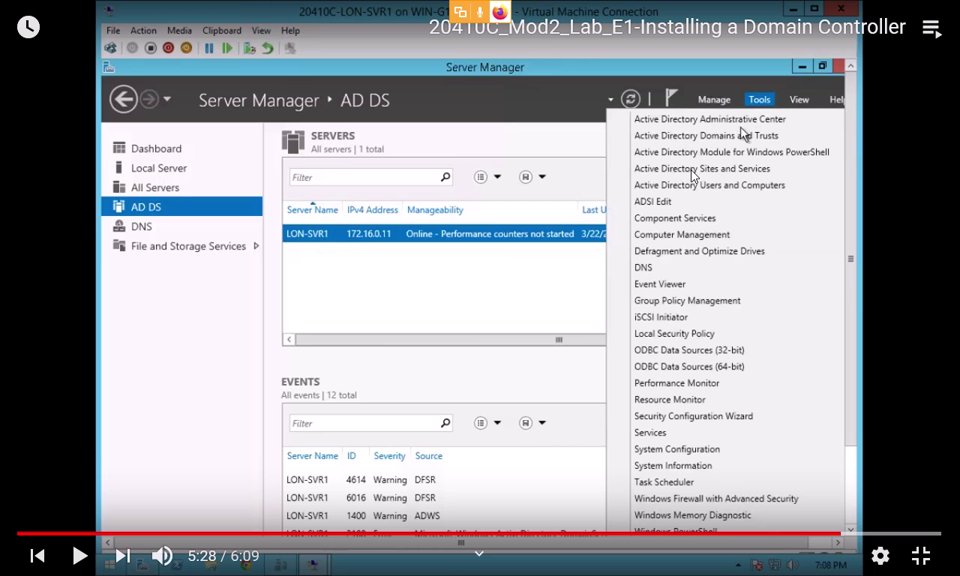 20410C-LON-SVR1 on WIN-G
Virtual Machine Connection
20410C_Mod2_Lab_E1-Installing a Domain Controller
File Action Media Clipboard View Help
Server Manager
Server Manager • AD DS
Manage Tools View Help
Dashboard
Local Server
All Servers
AD DS
DNS
File and Storage Services
SERVERS
All servers | 1 total
Filter
Server Name IPv4 Address Manageability Last U
LON-SVR1 172.16.0.11 Online - Performance counters not started 3/22/2
EVENTS
All events | 12 total
Filter
Server Name ID Severity Source
LON-SVR1 4614 Warning DFSR
LON-SVR1 6016 Warning DFSR
LON-SVR1 1400 Warning ADWS
Active Directory Administrative Center
Active Directory Domains and Trusts
Active Directory Module for Windows PowerShell
Active Directory Sites and Services
Active Directory Users and Computers
ADSI Edit
Component Services
Computer Management
Defragment and Optimize Drives
DNS
Event Viewer
Group Policy Management
iSCSI Initiator
Local Security Policy
ODBC Data Sources (32-bit)
ODBC Data Sources (64-bit)
Performance Monitor
Resource Monitor
Security Configuration Wizard
Services
System Configuration
System Information
Task Scheduler
Windows Firewall with Advanced Security
Windows Memory Diagnostic
Windows PowerShell
5:28 / 6:09
7:08 PM